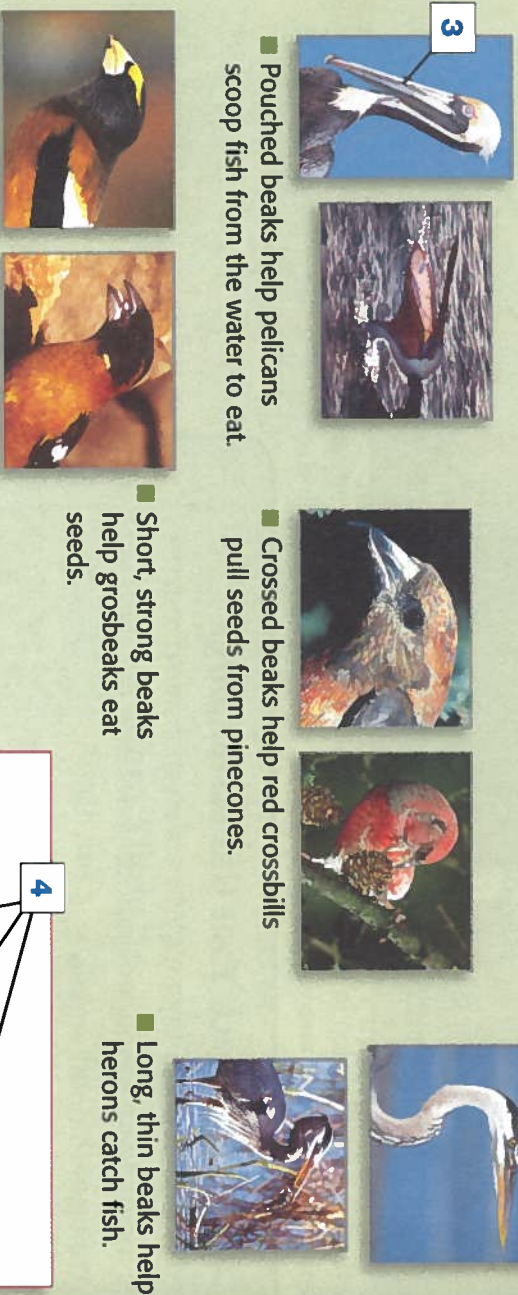 3
Pouched beaks help pelicans
scoop fish from the water to eat.
Crossed beaks help red crossbills
pull seeds from pinecones.
Short, strong beaks
help grosbeaks eat
seeds.
Long, thin beaks help
herons catch fish.
4